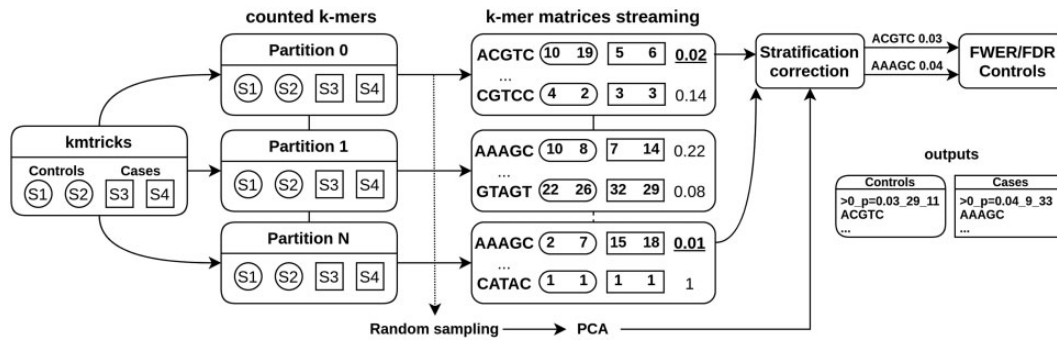 counted k-mers
k-mer matrices streaming
kmtricks
Controls Cases
S1 S2 S3 S4
Partition 0
S1 S2 S3 S4
Partition 1
S1 S2 S3 S4
Partition N
S1 S2 S3 S4
ACGTC 10 19 5 6 0.02
...
CGTCC 4 2 3 3 0.14
AAAGC 10 8 7 14 0.22
...
GTAGT 22 26 32 29 0.08
AAAGC 2 7 15 18 0.01
...
CATAC 1 1 1 1 1
Random sampling PCA
Stratification
correction
ACGTC 0.03
AAAGC 0.04
FWER/FDR
Controls
outputs
Controls
>0_p=0.03_29_11
ACGTC
...
Cases
>0_p=0.04_9_33
AAAGC
...